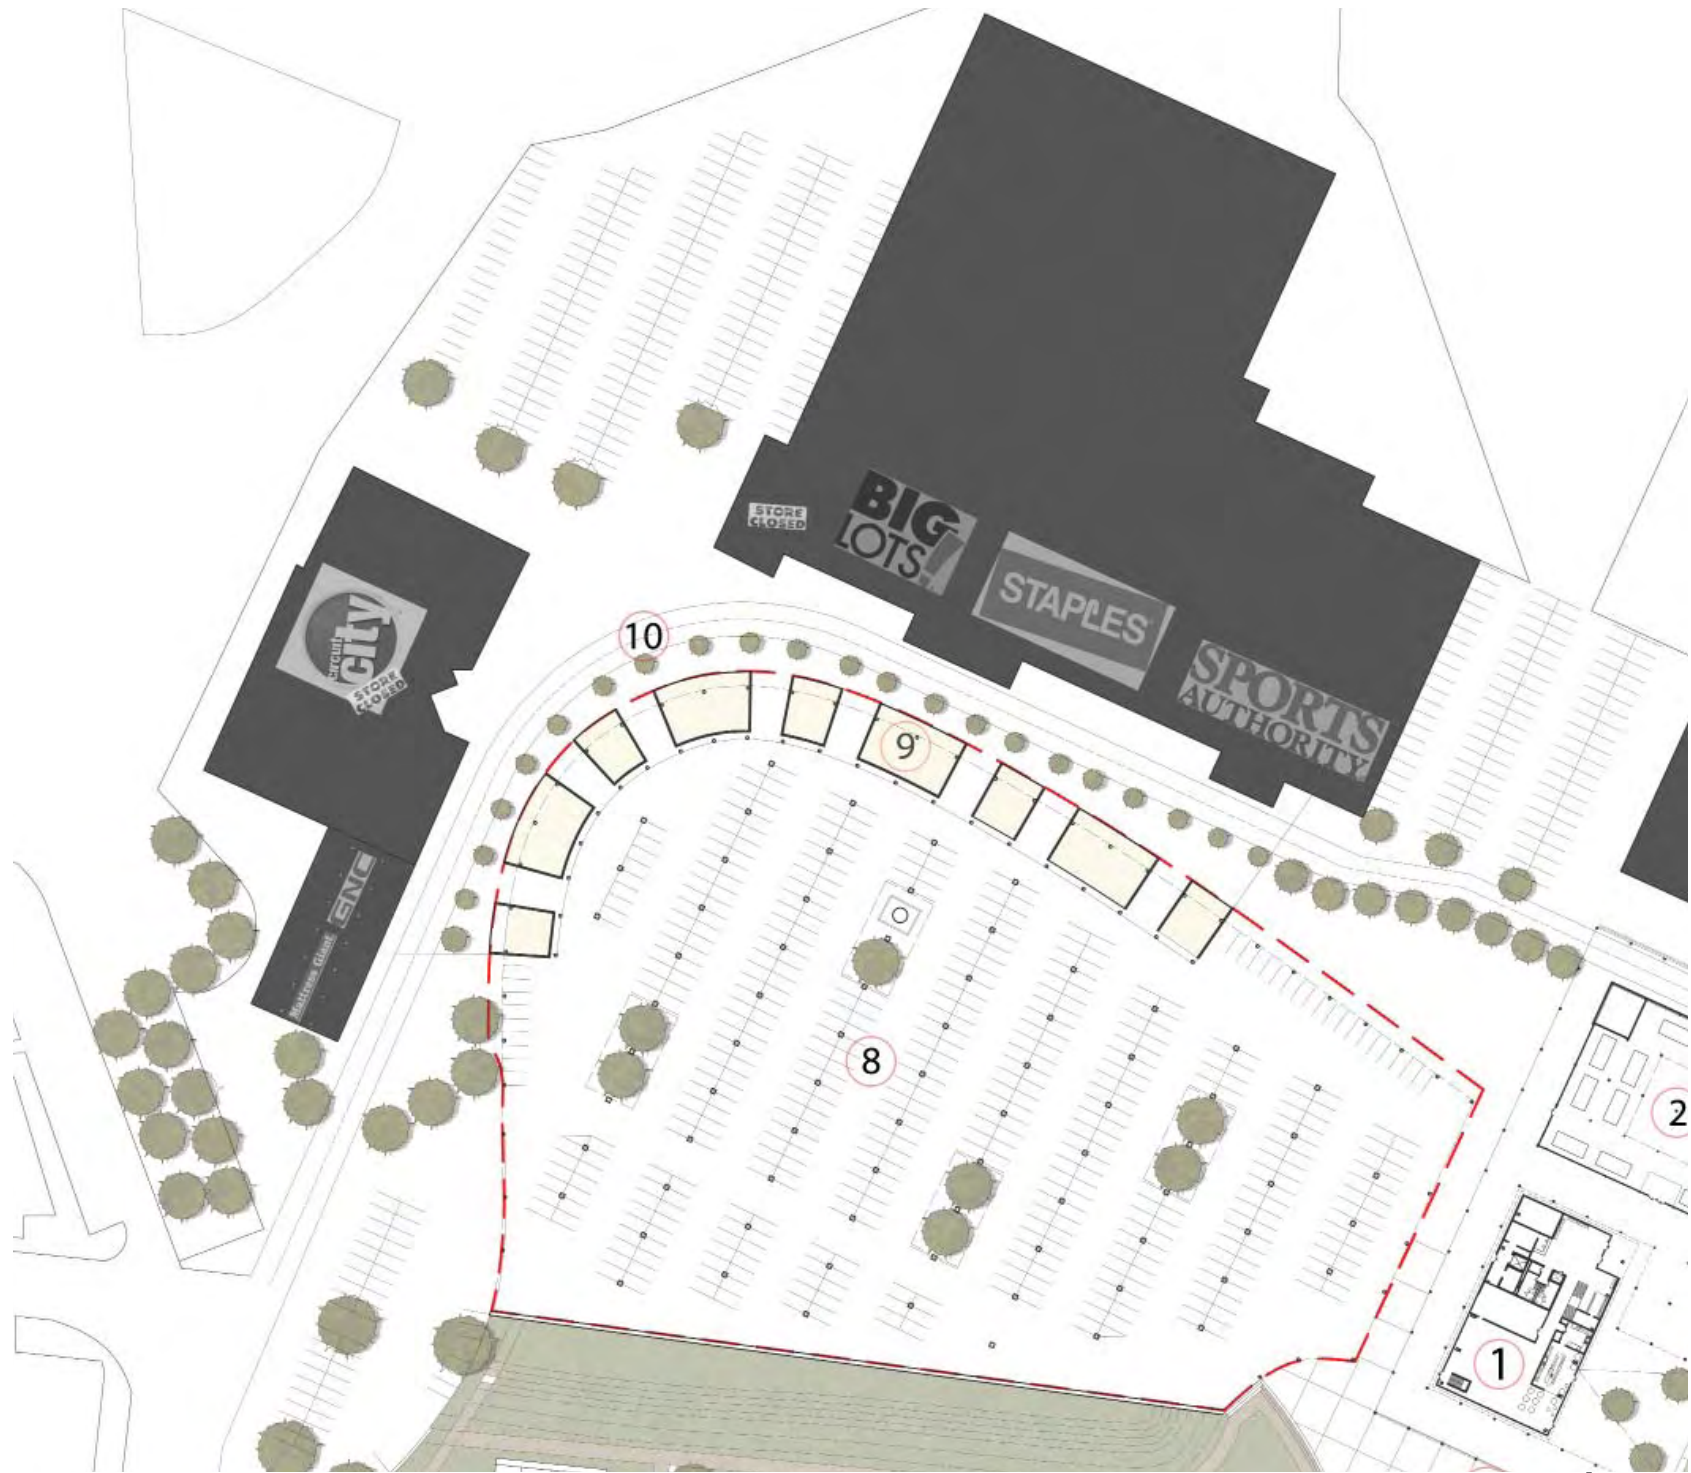 STORE
CLOSED
BIG
LOTS!
STAPLES
SPORTS
AUTHORITY
circuit
city
STORE
CLOSED
10
9
GNC
Mattress Giant
8
2
1